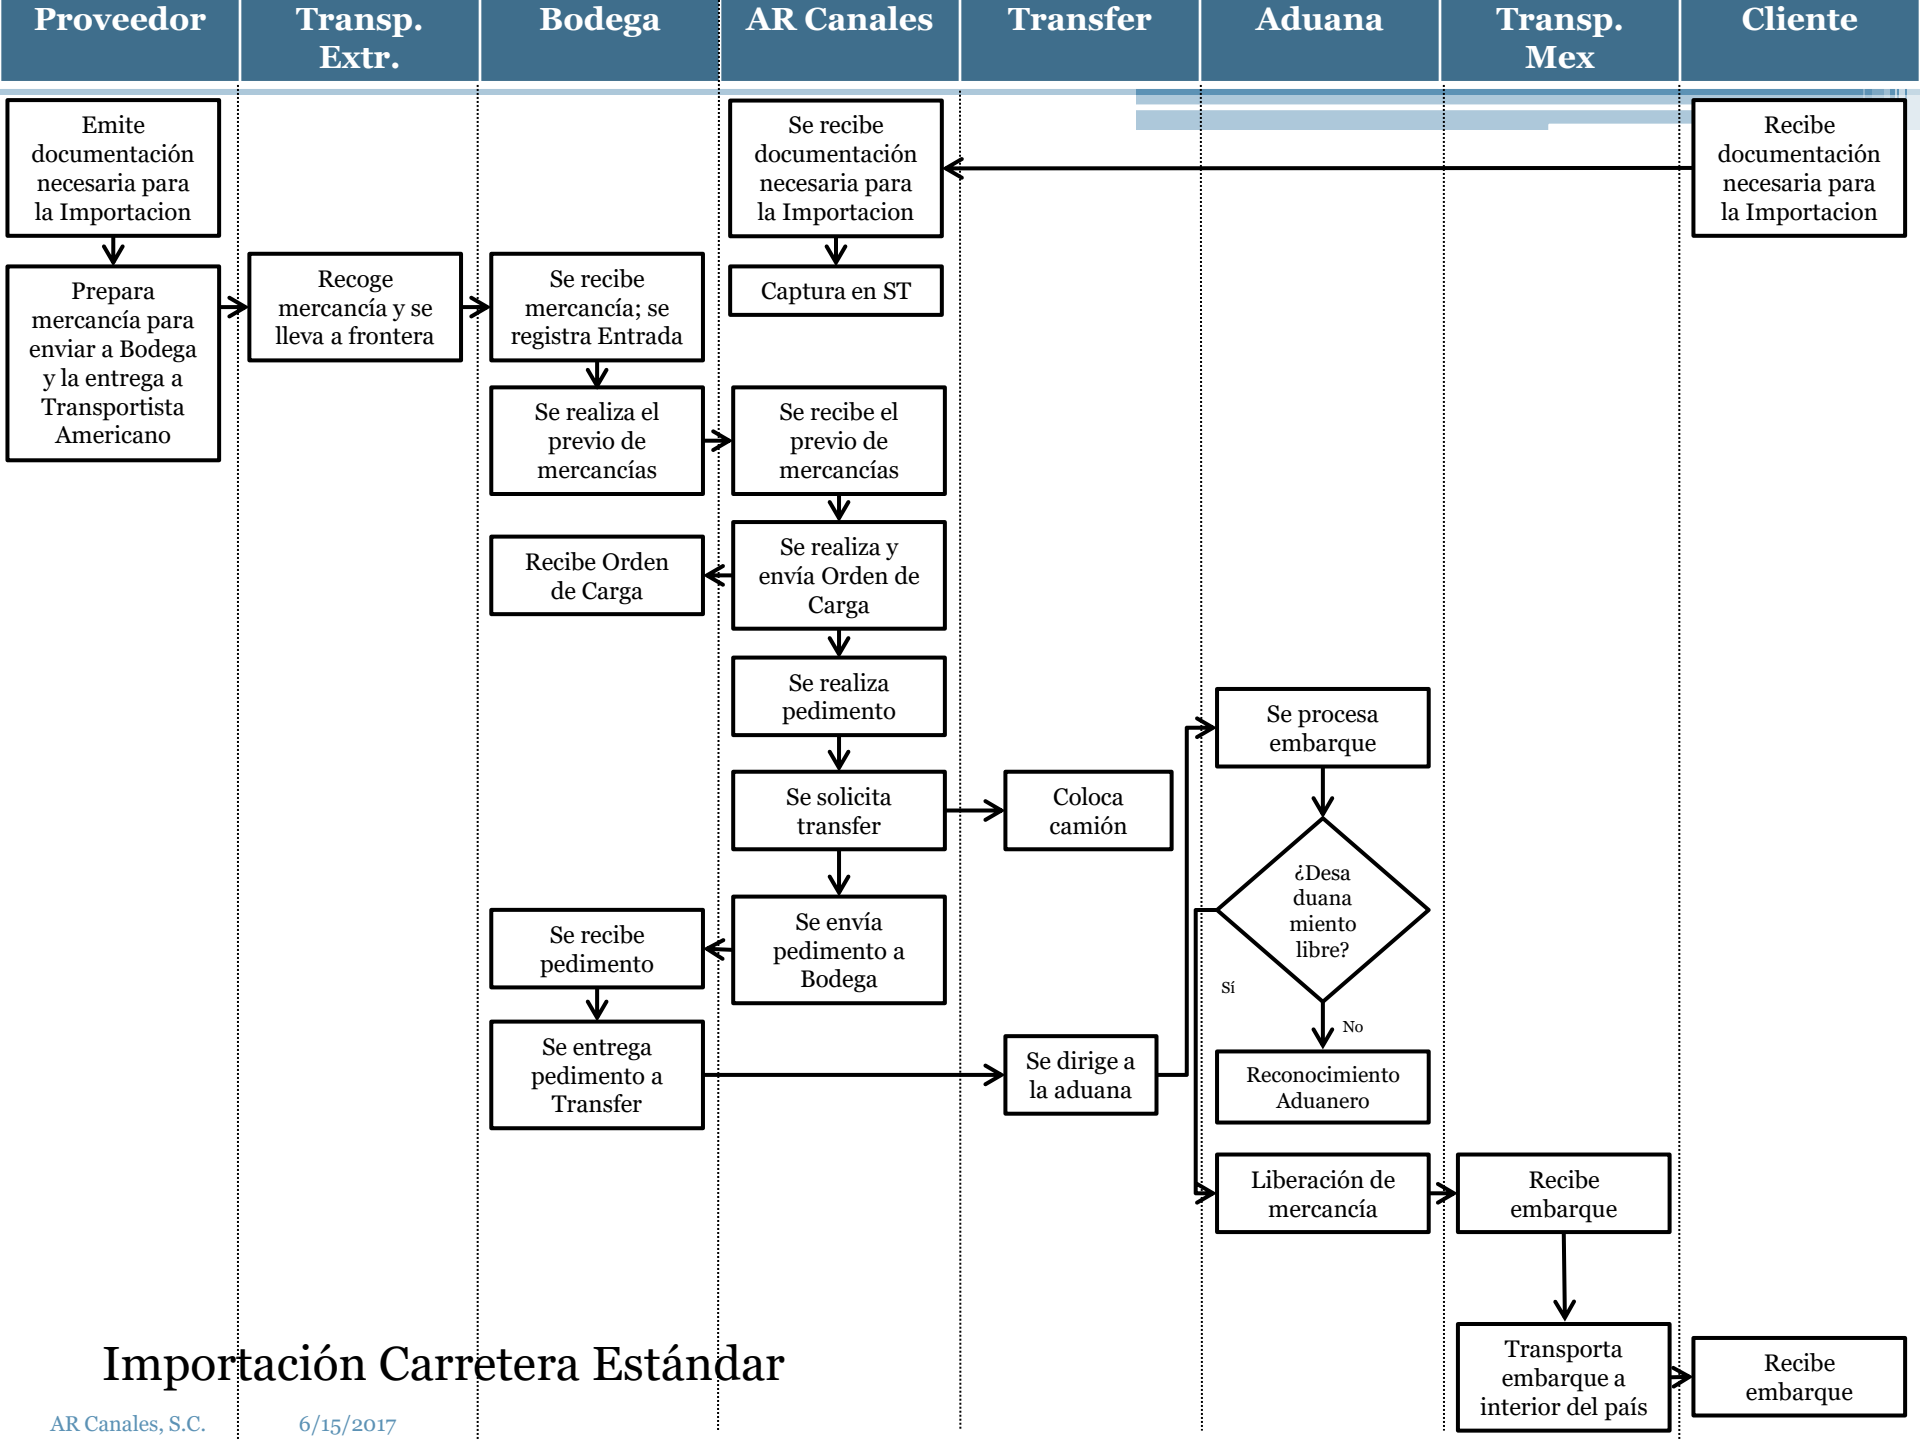 Proveedor
Transp.
Extr.
Bodega
AR Canales
Transfer
Aduana
Transp.
Mex
Cliente
Emite
documentación
necesaria para
la Importacion
Se recibe
documentación
necesaria para
la Importacion
Recibe
documentación
necesaria para
la Importacion
Prepara
mercancía para
enviar a Bodega
y la entrega a
Transportista
Americano
Recoge
mercancía y se
lleva a frontera
Se recibe
mercancía; se
registra Entrada
Captura en ST
Se realiza el
previo de
mercancías
Se recibe el
previo de
mercancías
Recibe Orden
de Carga
Se realiza y
envía Orden de
Carga
Se realiza
pedimento
Se procesa
embarque
Se solicita
transfer
Coloca
camión
¿Desa
duana
miento
libre?
Se recibe
pedimento
Se envía
pedimento a
Bodega
Sí
No
Se entrega
pedimento a
Transfer
Se dirige a
la aduana
Reconocimiento
Aduanero
Liberación de
mercancía
Recibe
embarque
Transporta
embarque a
interior del país
Recibe
embarque
Importación Carretera Estándar
AR Canales, S.C.
6/15/2017